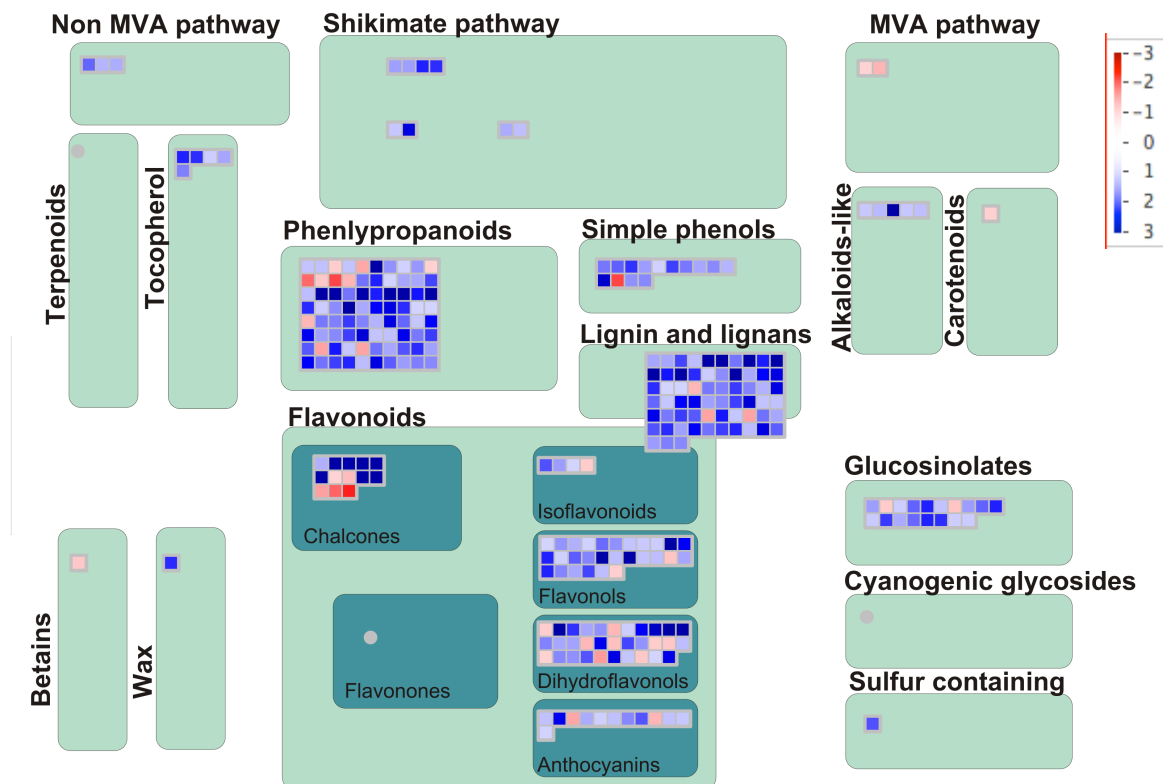 Non MVA pathway
Shikimate pathway
MVA pathway
-3
-2
-1
0
1
2
3
Terpenoids
Tocopherol
Phenlypropanoids
Simple phenols
Alkaloids-like
Carotenoids
Lignin and lignans
Flavonoids
Chalcones
Isoflavonoids
Flavonols
Flavonones
Dihydroflavonols
Anthocyanins
Glucosinolates
Cyanogenic glycosides
Sulfur containing
Betains
Wax